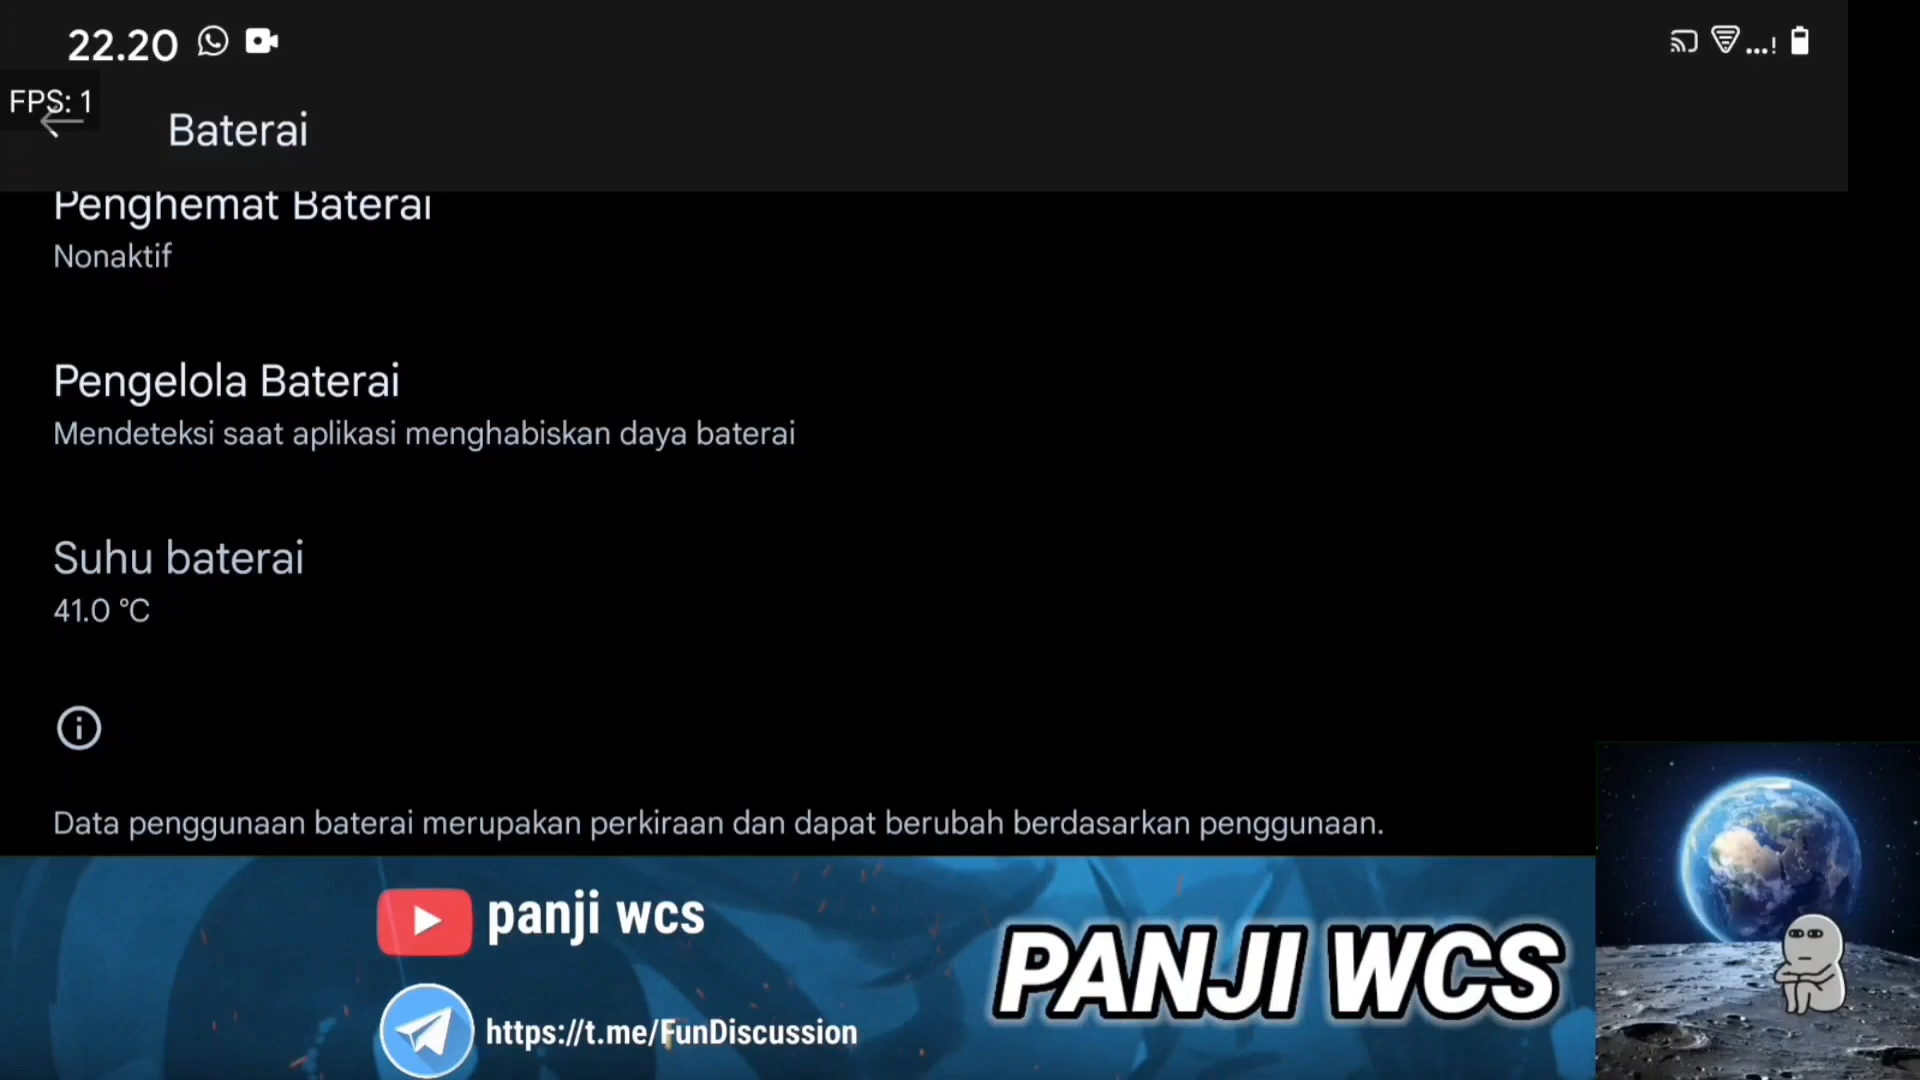 22.20
...!
FPS: 1
Baterai
Penghemat Baterai
Nonaktif
Pengelola Baterai
Mendeteksi saat aplikasi menghabiskan daya baterai
Suhu baterai
41.0 °C
Data penggunaan baterai merupakan perkiraan dan dapat berubah berdasarkan penggunaan.
panji wcs
https://t.me/FunDiscussion
PANJI WCS